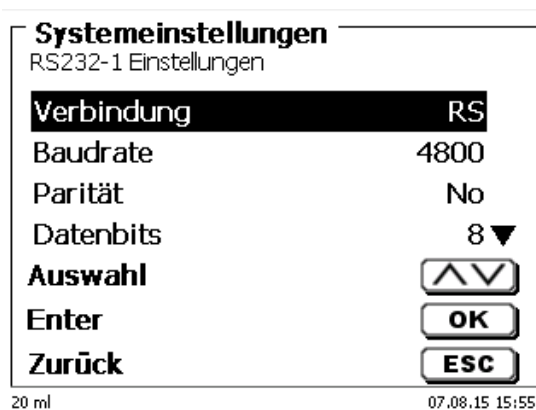 Systemeinstellungen
RS232-1 Einstellungen
Verbindung RS
Baudrate 4800
Parität No
Datenbits 8
Auswahl
Enter OK
Zurück ESC
20 ml 07.08.15 15:55